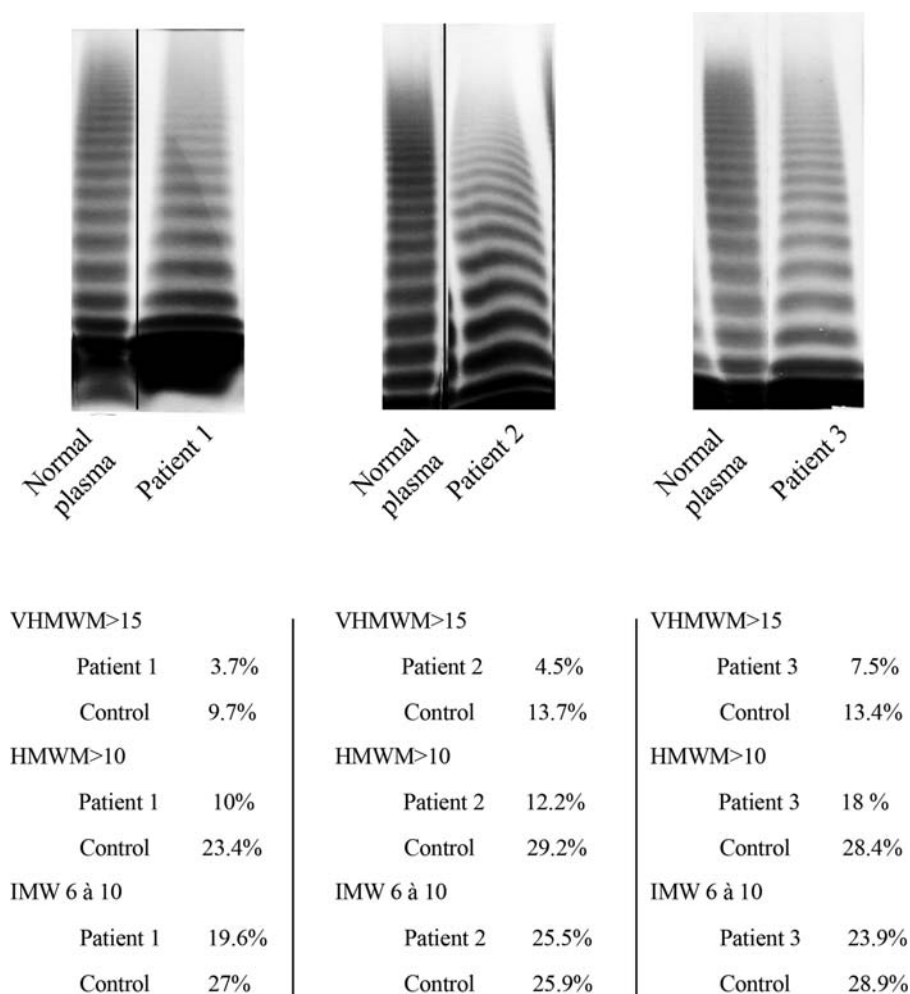 Normal plasma
Patient 1
Normal plasma
Patient 2
Normal plasma
Patient 3
VHMWM>15
Patient 1 3.7%
Control 9.7%
HMWM>10
Patient 1 10%
Control 23.4%
IMW 6 à 10
Patient 1 19.6%
Control 27%
VHMWM>15
Patient 2 4.5%
Control 13.7%
HMWM>10
Patient 2 12.2%
Control 29.2%
IMW 6 à 10
Patient 2 25.5%
Control 25.9%
VHMWM>15
Patient 3 7.5%
Control 13.4%
HMWM>10
Patient 3 18 %
Control 28.4%
IMW 6 à 10
Patient 3 23.9%
Control 28.9%